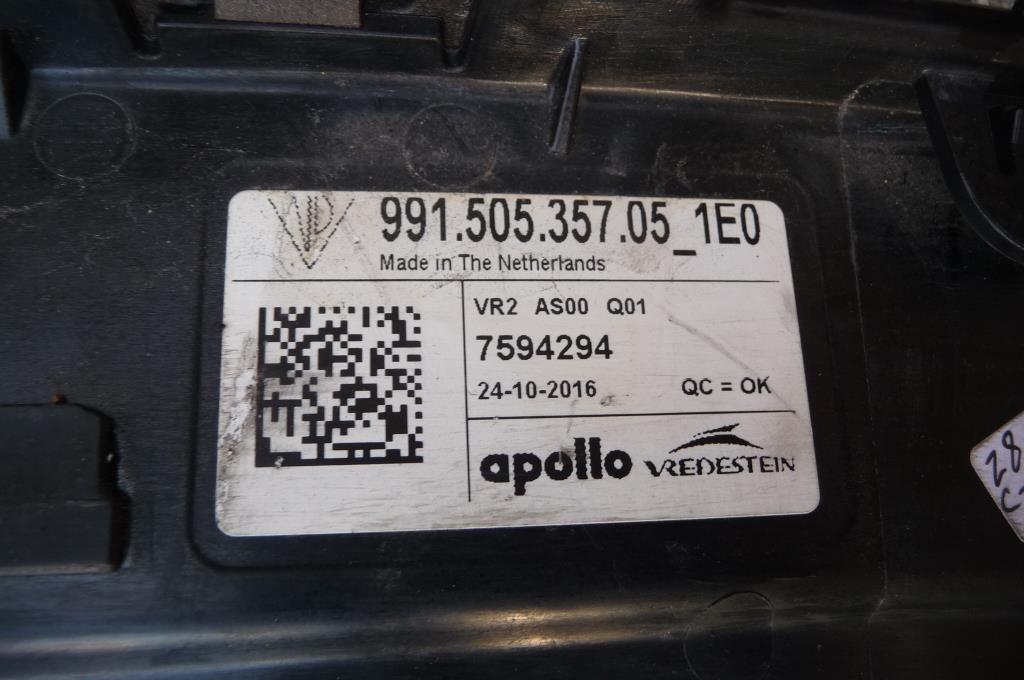 991.505.357.05_1E0
Made in The Netherlands
VR2 AS00 Q01
7594294
24-10-2016 QC = OK
apollo VREDESTEIN
28